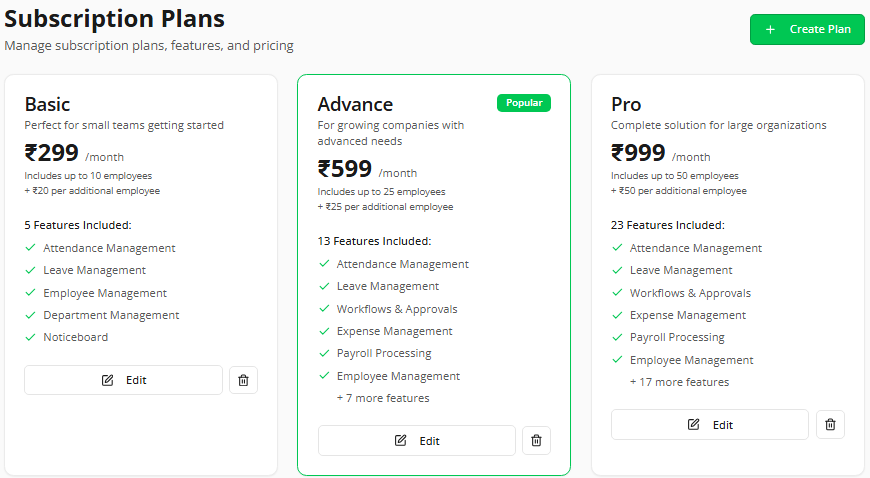 Subscription Plans
Manage subscription plans, features, and pricing
+ Create Plan
Basic
Perfect for small teams getting started
₹299 /month
Includes up to 10 employees
+ ₹20 per additional employee
5 Features Included:
Attendance Management
Leave Management
Employee Management
Department Management
Noticeboard
Edit
Advance
Popular
For growing companies with
advanced needs
₹599 /month
Includes up to 25 employees
+ ₹25 per additional employee
13 Features Included:
Attendance Management
Leave Management
Workflows & Approvals
Expense Management
Payroll Processing
Employee Management
+ 7 more features
Edit
Pro
Complete solution for large organizations
₹999 /month
Includes up to 50 employees
+ ₹50 per additional employee
23 Features Included:
Attendance Management
Leave Management
Workflows & Approvals
Expense Management
Payroll Processing
Employee Management
+ 17 more features
Edit